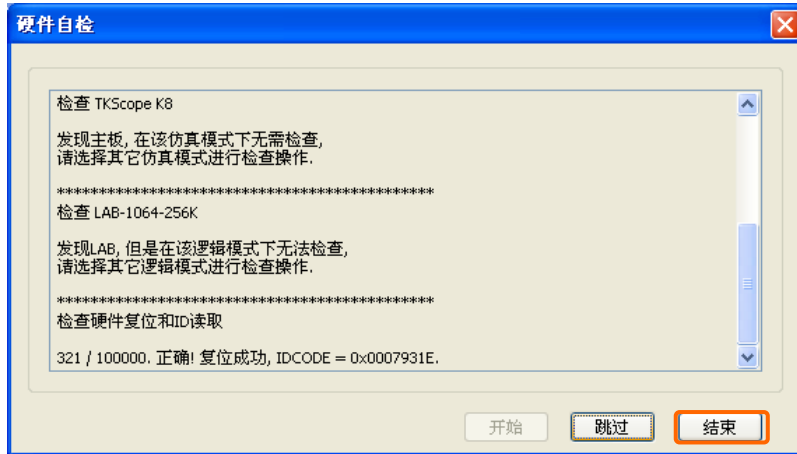 硬件自检
检查 TKScope K8
发现主板, 在该仿真模式下无需检查,
请选择其它仿真模式进行检查操作.
*********************************************
检查 LAB-1064-256K
发现LAB, 但是在该逻辑模式下无法检查,
请选择其它逻辑模式进行检查操作.
*********************************************
检查硬件复位和ID读取
321 / 100000. 正确! 复位成功, IDCODE = 0x0007931E.
开始 跳过 结束